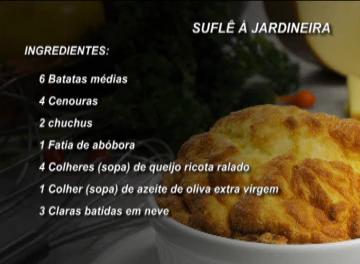 SUFLÊ À JARDINEIRA
INGREDIENTES:
6 Batatas médias
4 Cenouras
2 chuchus
1 Fatia de abóbora
4 Colheres (sopa) de queijo ricota ralado
1 Colher (sopa) de azeite de oliva extra virgem
3 Claras batidas em neve